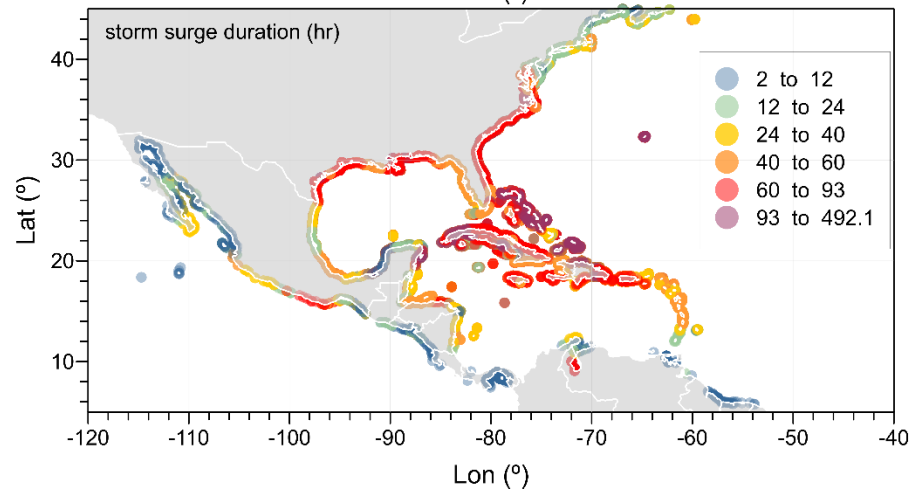 storm surge duration (hr)
2 to 12
12 to 24
24 to 40
40 to 60
60 to 93
93 to 492.1
40
30
20
10
Lat (º)
-120
-110
-100
-90
-80
-70
-60
-50
-40
Lon (º)